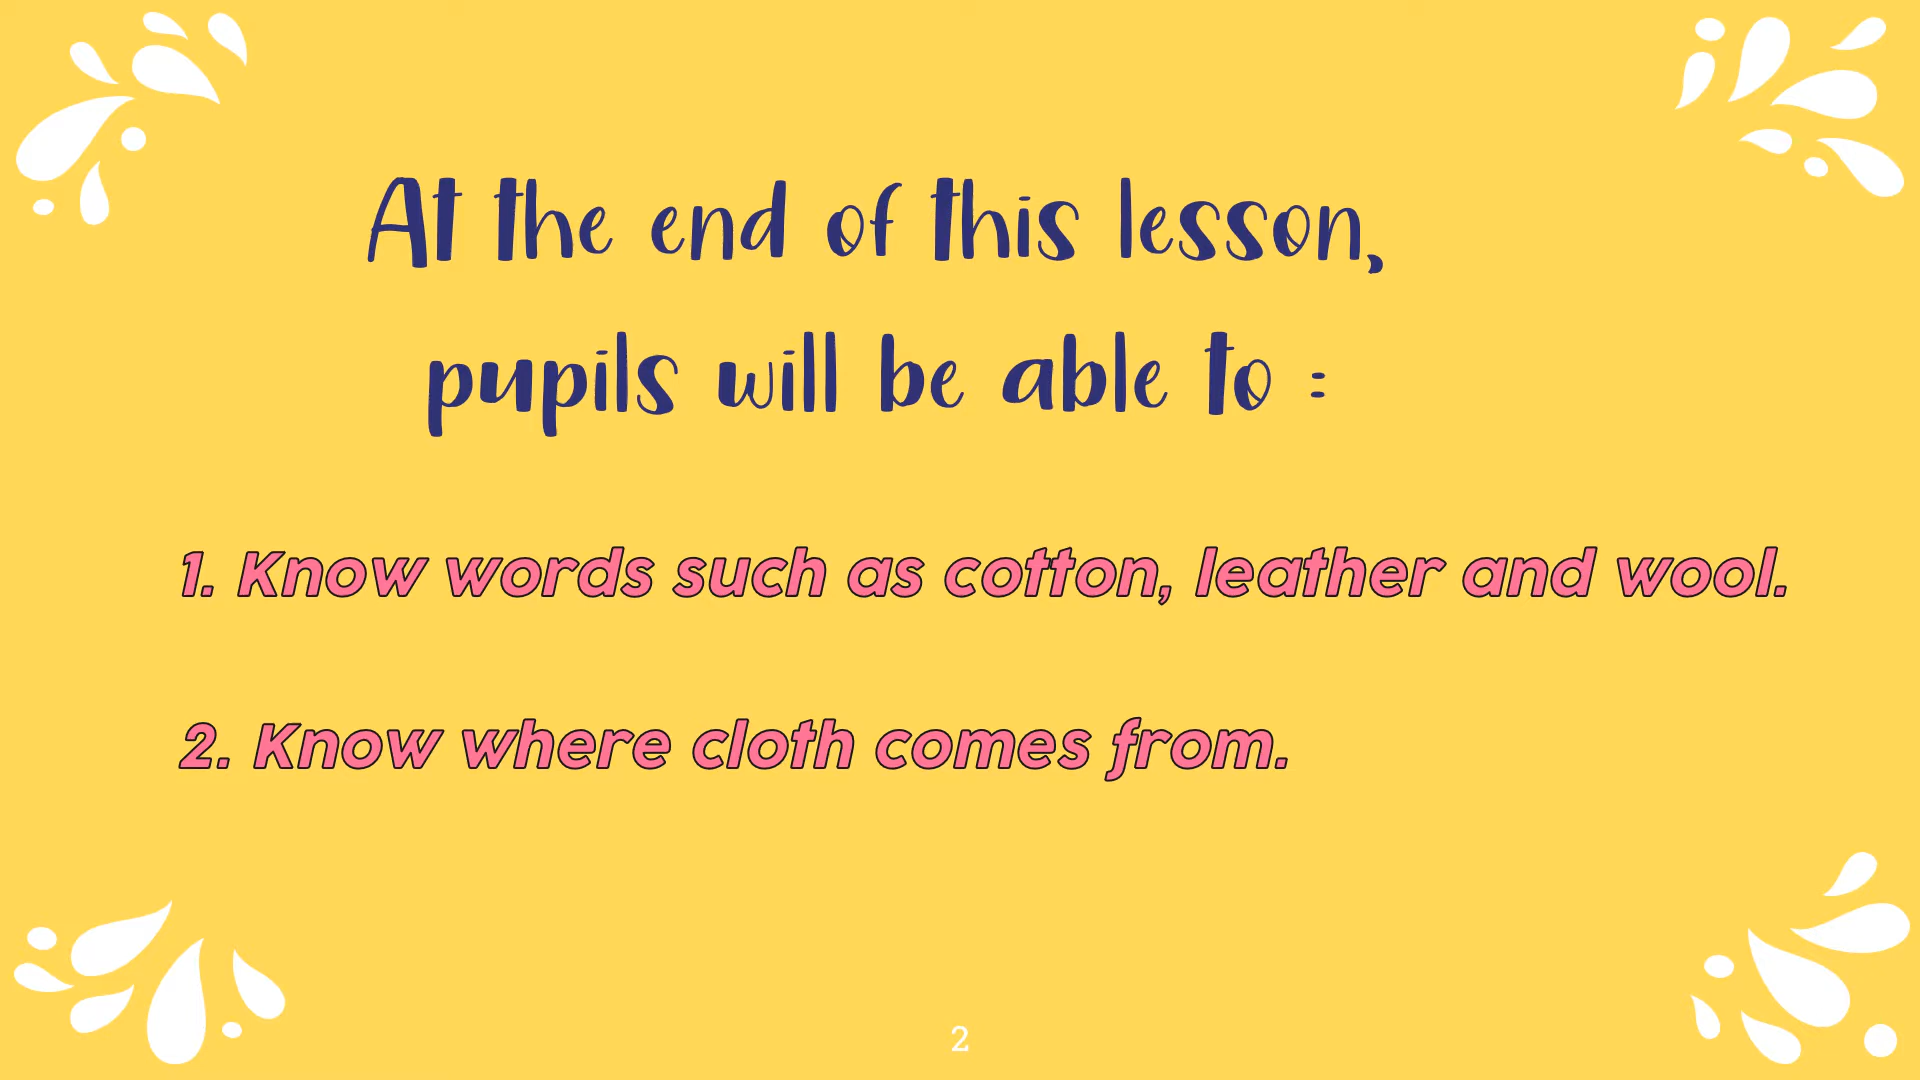 At the end of this lesson,
pupils will be able to :
1. Know words such as cotton, leather and wool.
2. Know where cloth comes from.
2